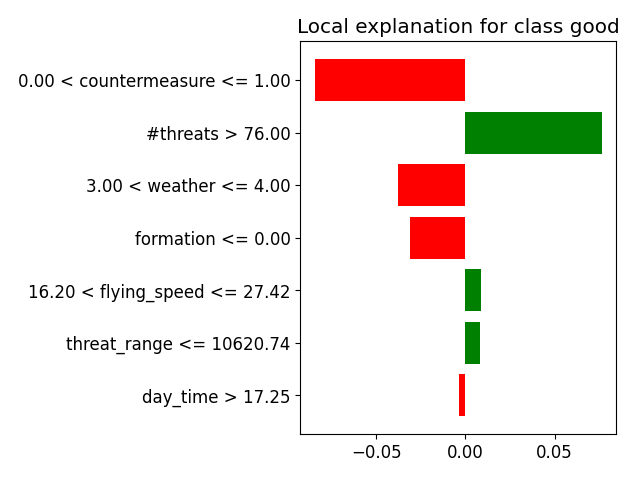 Local explanation for class good
0.00 < countermeasure <= 1.00
#threats > 76.00
3.00 < weather <= 4.00
formation <= 0.00
16.20 < flying_speed <= 27.42
threat_range <= 10620.74
day_time > 17.25
−0.05 0.00 0.05